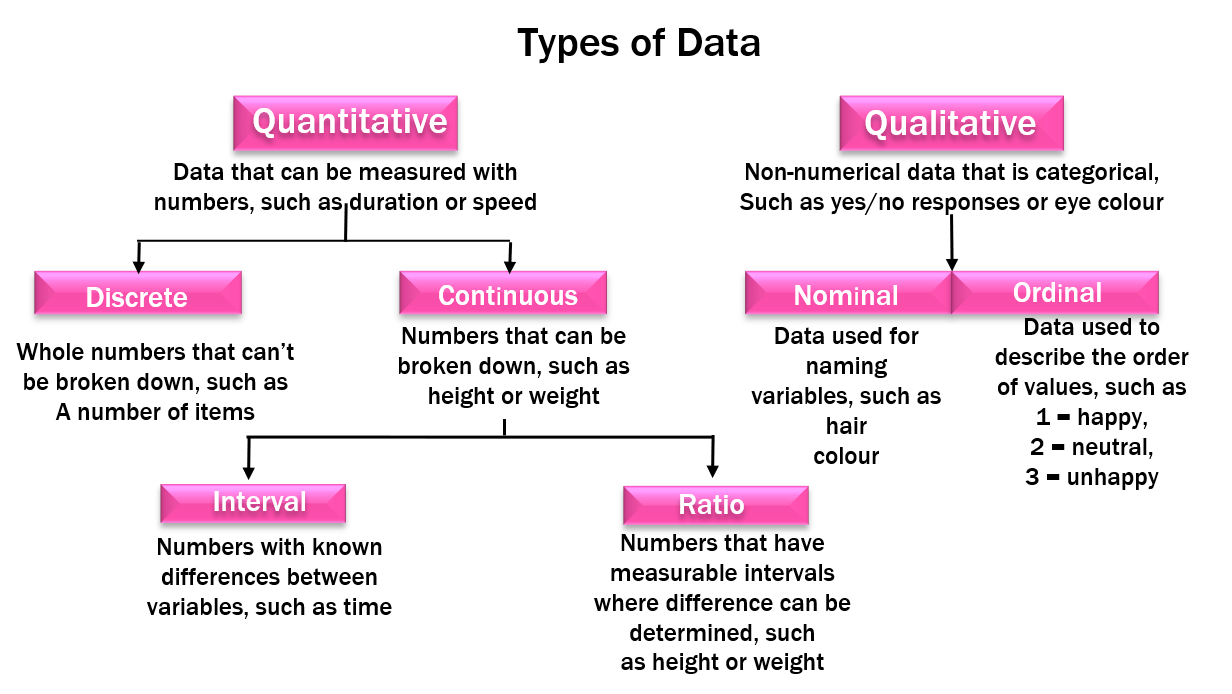 Types of Data
Quantitative
Data that can be measured with
numbers, such as duration or speed
Qualitative
Non-numerical data that is categorical,
Such as yes/no responses or eye colour
Discrete
Whole numbers that can't
be broken down, such as
A number of items
Continuous
Numbers that can be
broken down, such as
height or weight
Nominal
Data used for
naming
variables, such as
hair
colour
Ordinal
Data used to
describe the order
of values, such as
1 = happy,
2 = neutral,
3 = unhappy
Interval
Numbers with known
differences between
variables, such as time
Ratio
Numbers that have
measurable intervals
where difference can be
determined, such
as height or weight